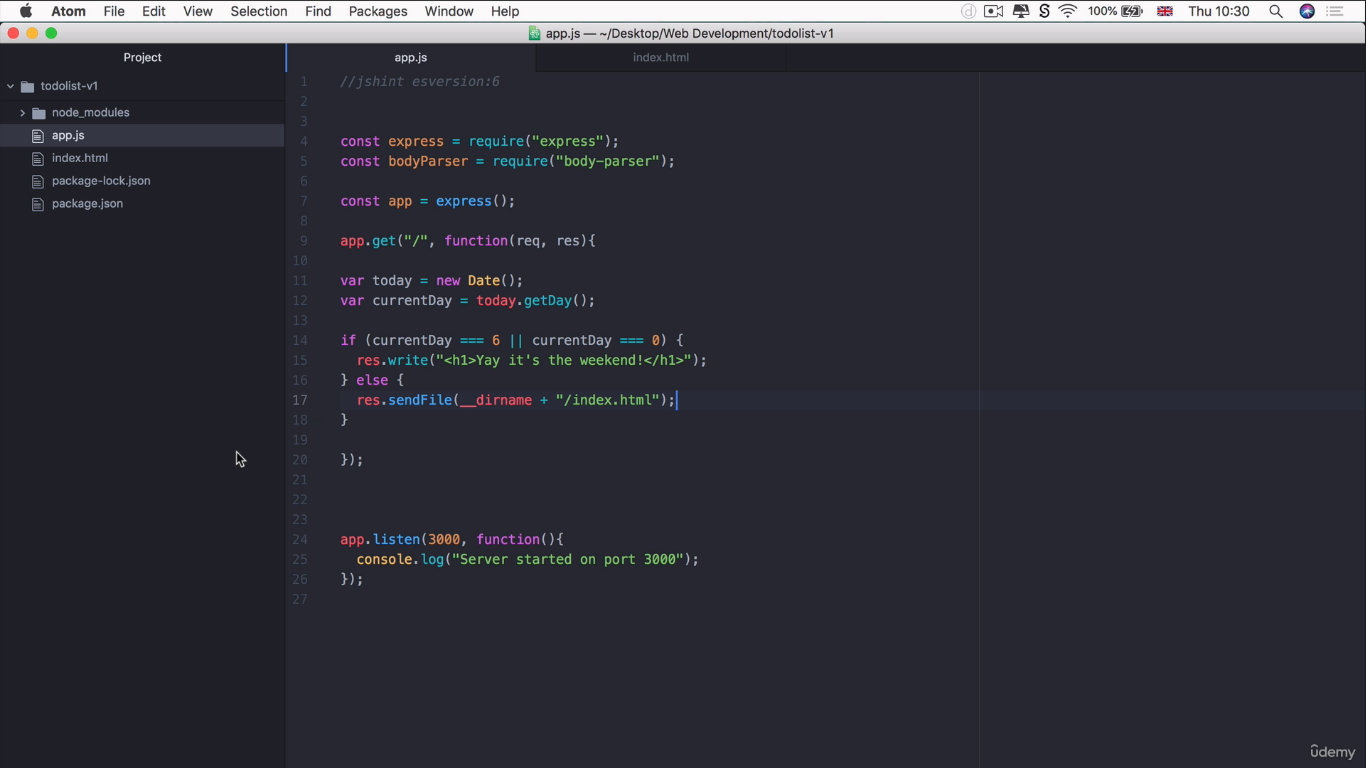 Atom File Edit View Selection Find Packages Window Help 100% Thu 10:30
app.js — ~/Desktop/Web Development/todolist-v1
Project
app.js
index.html
todolist-v1
node_modules
app.js
index.html
package-lock.json
package.json
1 //jshint esversion:6
2
3
4 const express = require("express");
5 const bodyParser = require("body-parser");
6
7 const app = express();
8
9 app.get("/", function(req, res){
10
11 var today = new Date();
12 var currentDay = today.getDay();
13
14 if (currentDay === 6 || currentDay === 0) {
15   res.write("<h1>Yay it's the weekend!</h1>");
16 } else {
17   res.sendFile(__dirname + "/index.html");
18 }
19
20 });
21
22
23
24 app.listen(3000, function(){
25   console.log("Server started on port 3000");
26 });
27
udemy